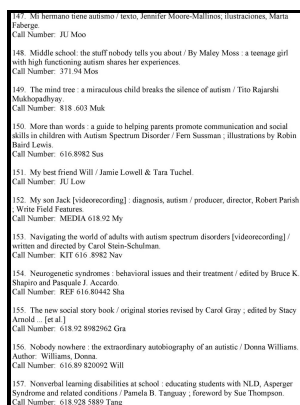 147. Mi hermano tiene autismo / texto, Jennifer Moore-Mallinos; ilustraciones, Marta
Faberge.
Call Number: JU Moo
148. Middle school: the stuff nobody tells you about / By Maley Moss : a teenage girl
with high functioning autism shares her experiences.
Call Number: 371.94 Mos
149. The mind tree : a miraculous child breaks the silence of autism / Tito Rajarshi
Mukhopadhyay.
Call Number: 818 .603 Muk
150. More than words : a guide to helping parents promote communication and social
skills in children with Autism Spectrum Disorder / Fern Sussman ; illustrations by Robin
Baird Lewis.
Call Number: 616.8982 Sus
151. My best friend Will / Jamie Lowell & Tara Tuchel.
Call Number: JU Low
152. My son Jack [videorecording] : diagnosis, autism / producer, director, Robert Parish
; Write Field Features.
Call Number: MEDIA 618.92 My
153. Navigating the world of adults with autism spectrum disorders [videorecording] /
written and directed by Carol Stein-Schulman.
Call Number: KIT 616 .8982 Nav
154. Neurogenetic syndromes : behavioral issues and their treatment / edited by Bruce K.
Shapiro and Pasquale J. Accardo.
Call Number: REF 616.80442 Sha
155. The new social story book / original stories revised by Carol Gray ; edited by Stacy
Arnold ... [et al.]
Call Number: 618.92 8982962 Gra
156. Nobody nowhere : the extraordinary autobiography of an autistic / Donna Williams.
Author: Williams, Donna.
Call Number: 616.89 820092 Will
157. Nonverbal learning disabilities at school : educating students with NLD, Asperger
Syndrome and related conditions / Pamela B. Tanguay ; foreword by Sue Thompson.
Call Number: 618.928 5889 Tang